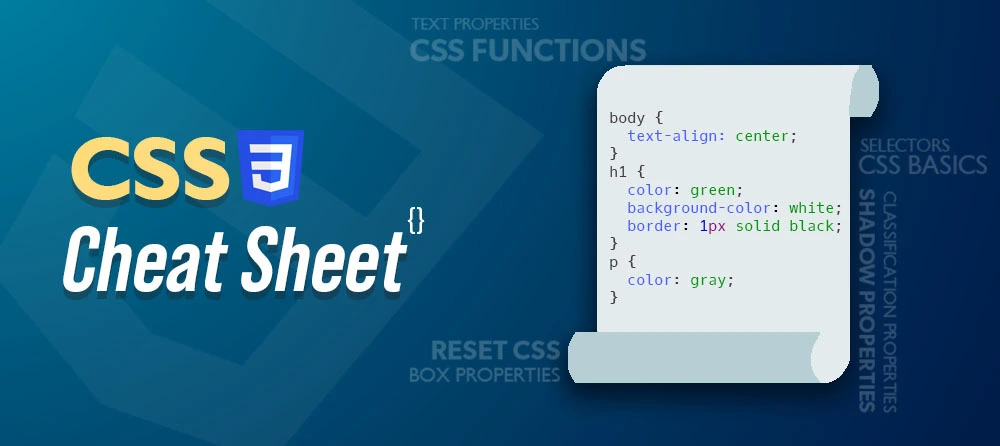 TEXT PROPERTIES
CSS FUNCTIONS
CSS 3
Cheat Sheet {}
body {
  text-align: center;
}
h1 {
  color: green;
  background-color: white;
  border: 1px solid black;
}
p {
  color: gray;
}
SELECTORS
CSS BASICS
CLASSIFICATION PROPERTIES
SHADOW PROPERTIES
RESET CSS
BOX PROPERTIES